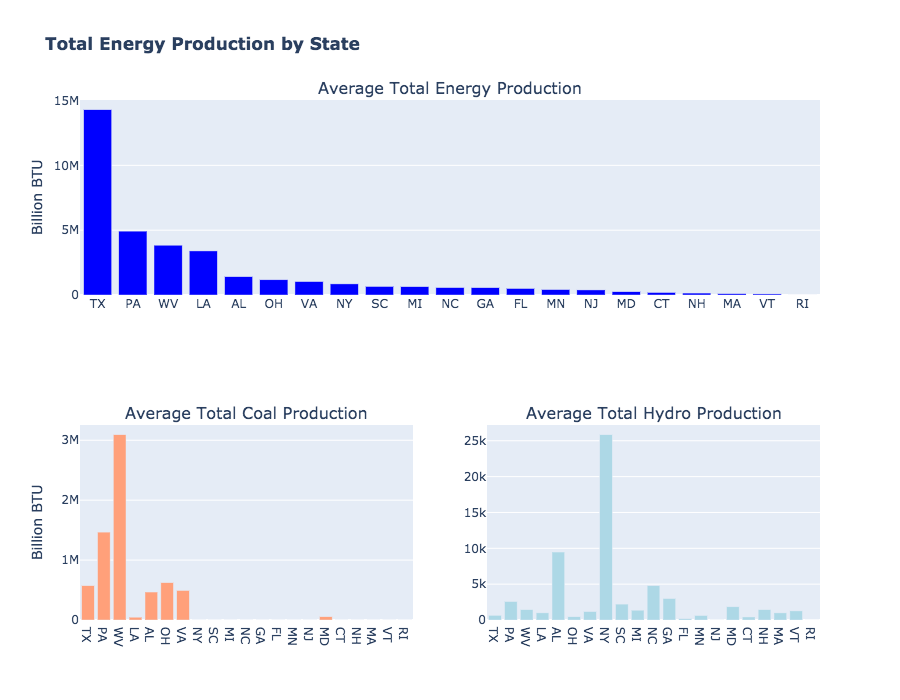 Total Energy Production by State
Average Total Energy Production
Billion BTU
15M
10M
5M
0
TX PA WV LA AL OH VA NY SC MI NC GA FL MN NJ MD CT NH MA VT RI
Average Total Coal Production
Billion BTU
3M
2M
1M
0
TX PA WV LA AL OH VA NY SC MI NC GA FL MN NJ MD CT NH MA VT RI
Average Total Hydro Production
25k
20k
15k
10k
5k
0
TX PA WV LA AL OH VA NY SC MI NC GA FL MN NJ MD CT NH MA VT RI